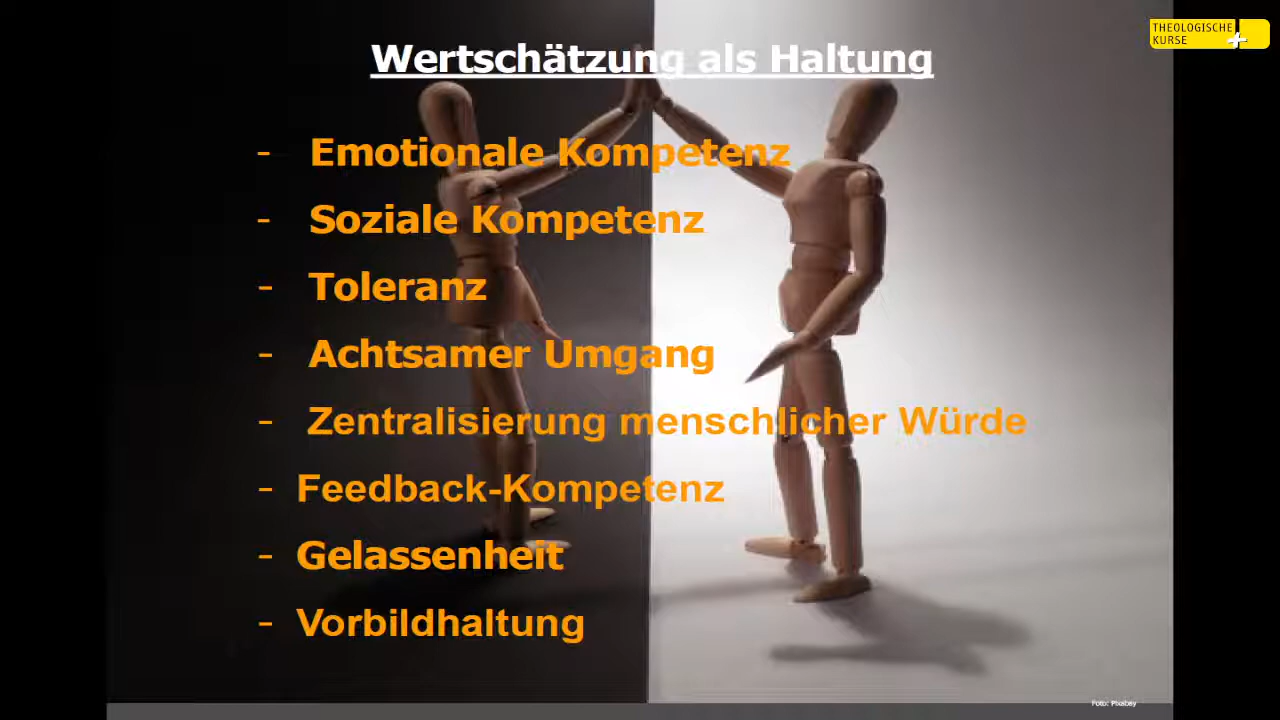 THEOLOGISCHE
KURSE
Wertschätzung als Haltung
- Emotionale Kompetenz
- Soziale Kompetenz
- Toleranz
- Achtsamer Umgang
- Zentralisierung menschlicher Würde
- Feedback-Kompetenz
- Gelassenheit
- Vorbildhaltung
Foto: Pixabay